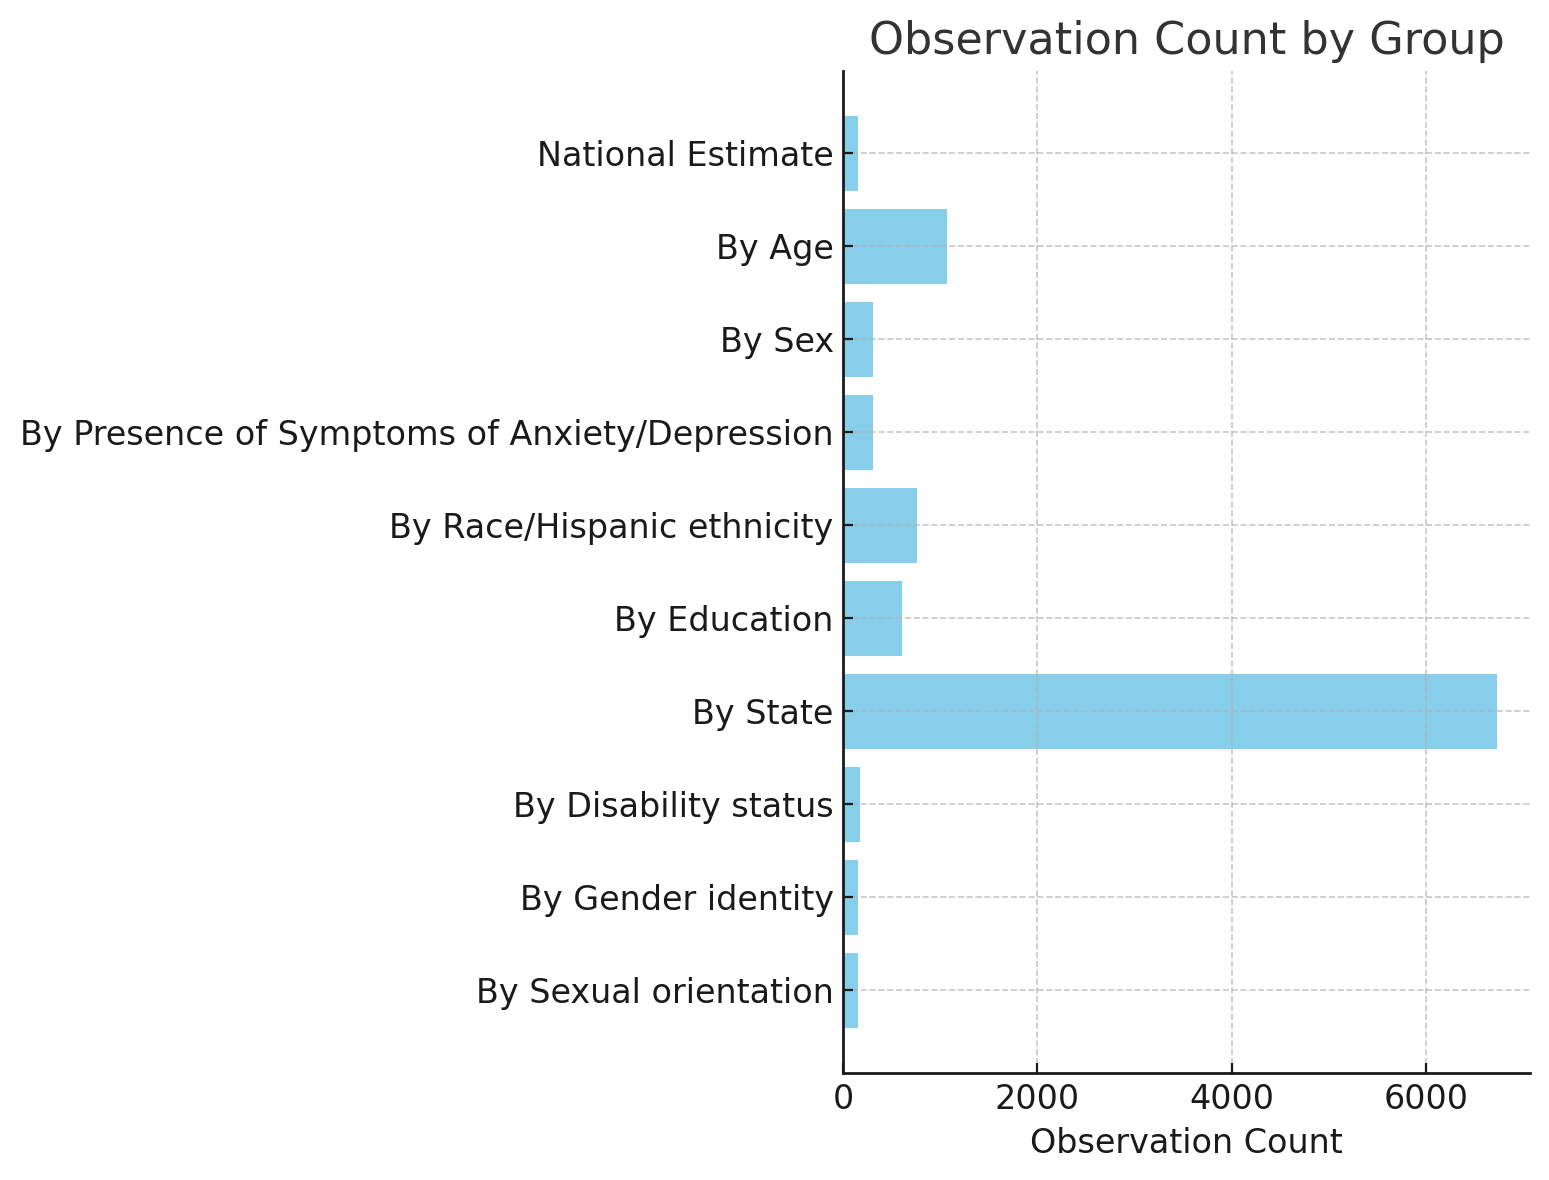 Observation Count by Group
National Estimate
By Age
By Sex
By Presence of Symptoms of Anxiety/Depression
By Race/Hispanic ethnicity
By Education
By State
By Disability status
By Gender identity
By Sexual orientation
0 2000 4000 6000
Observation Count